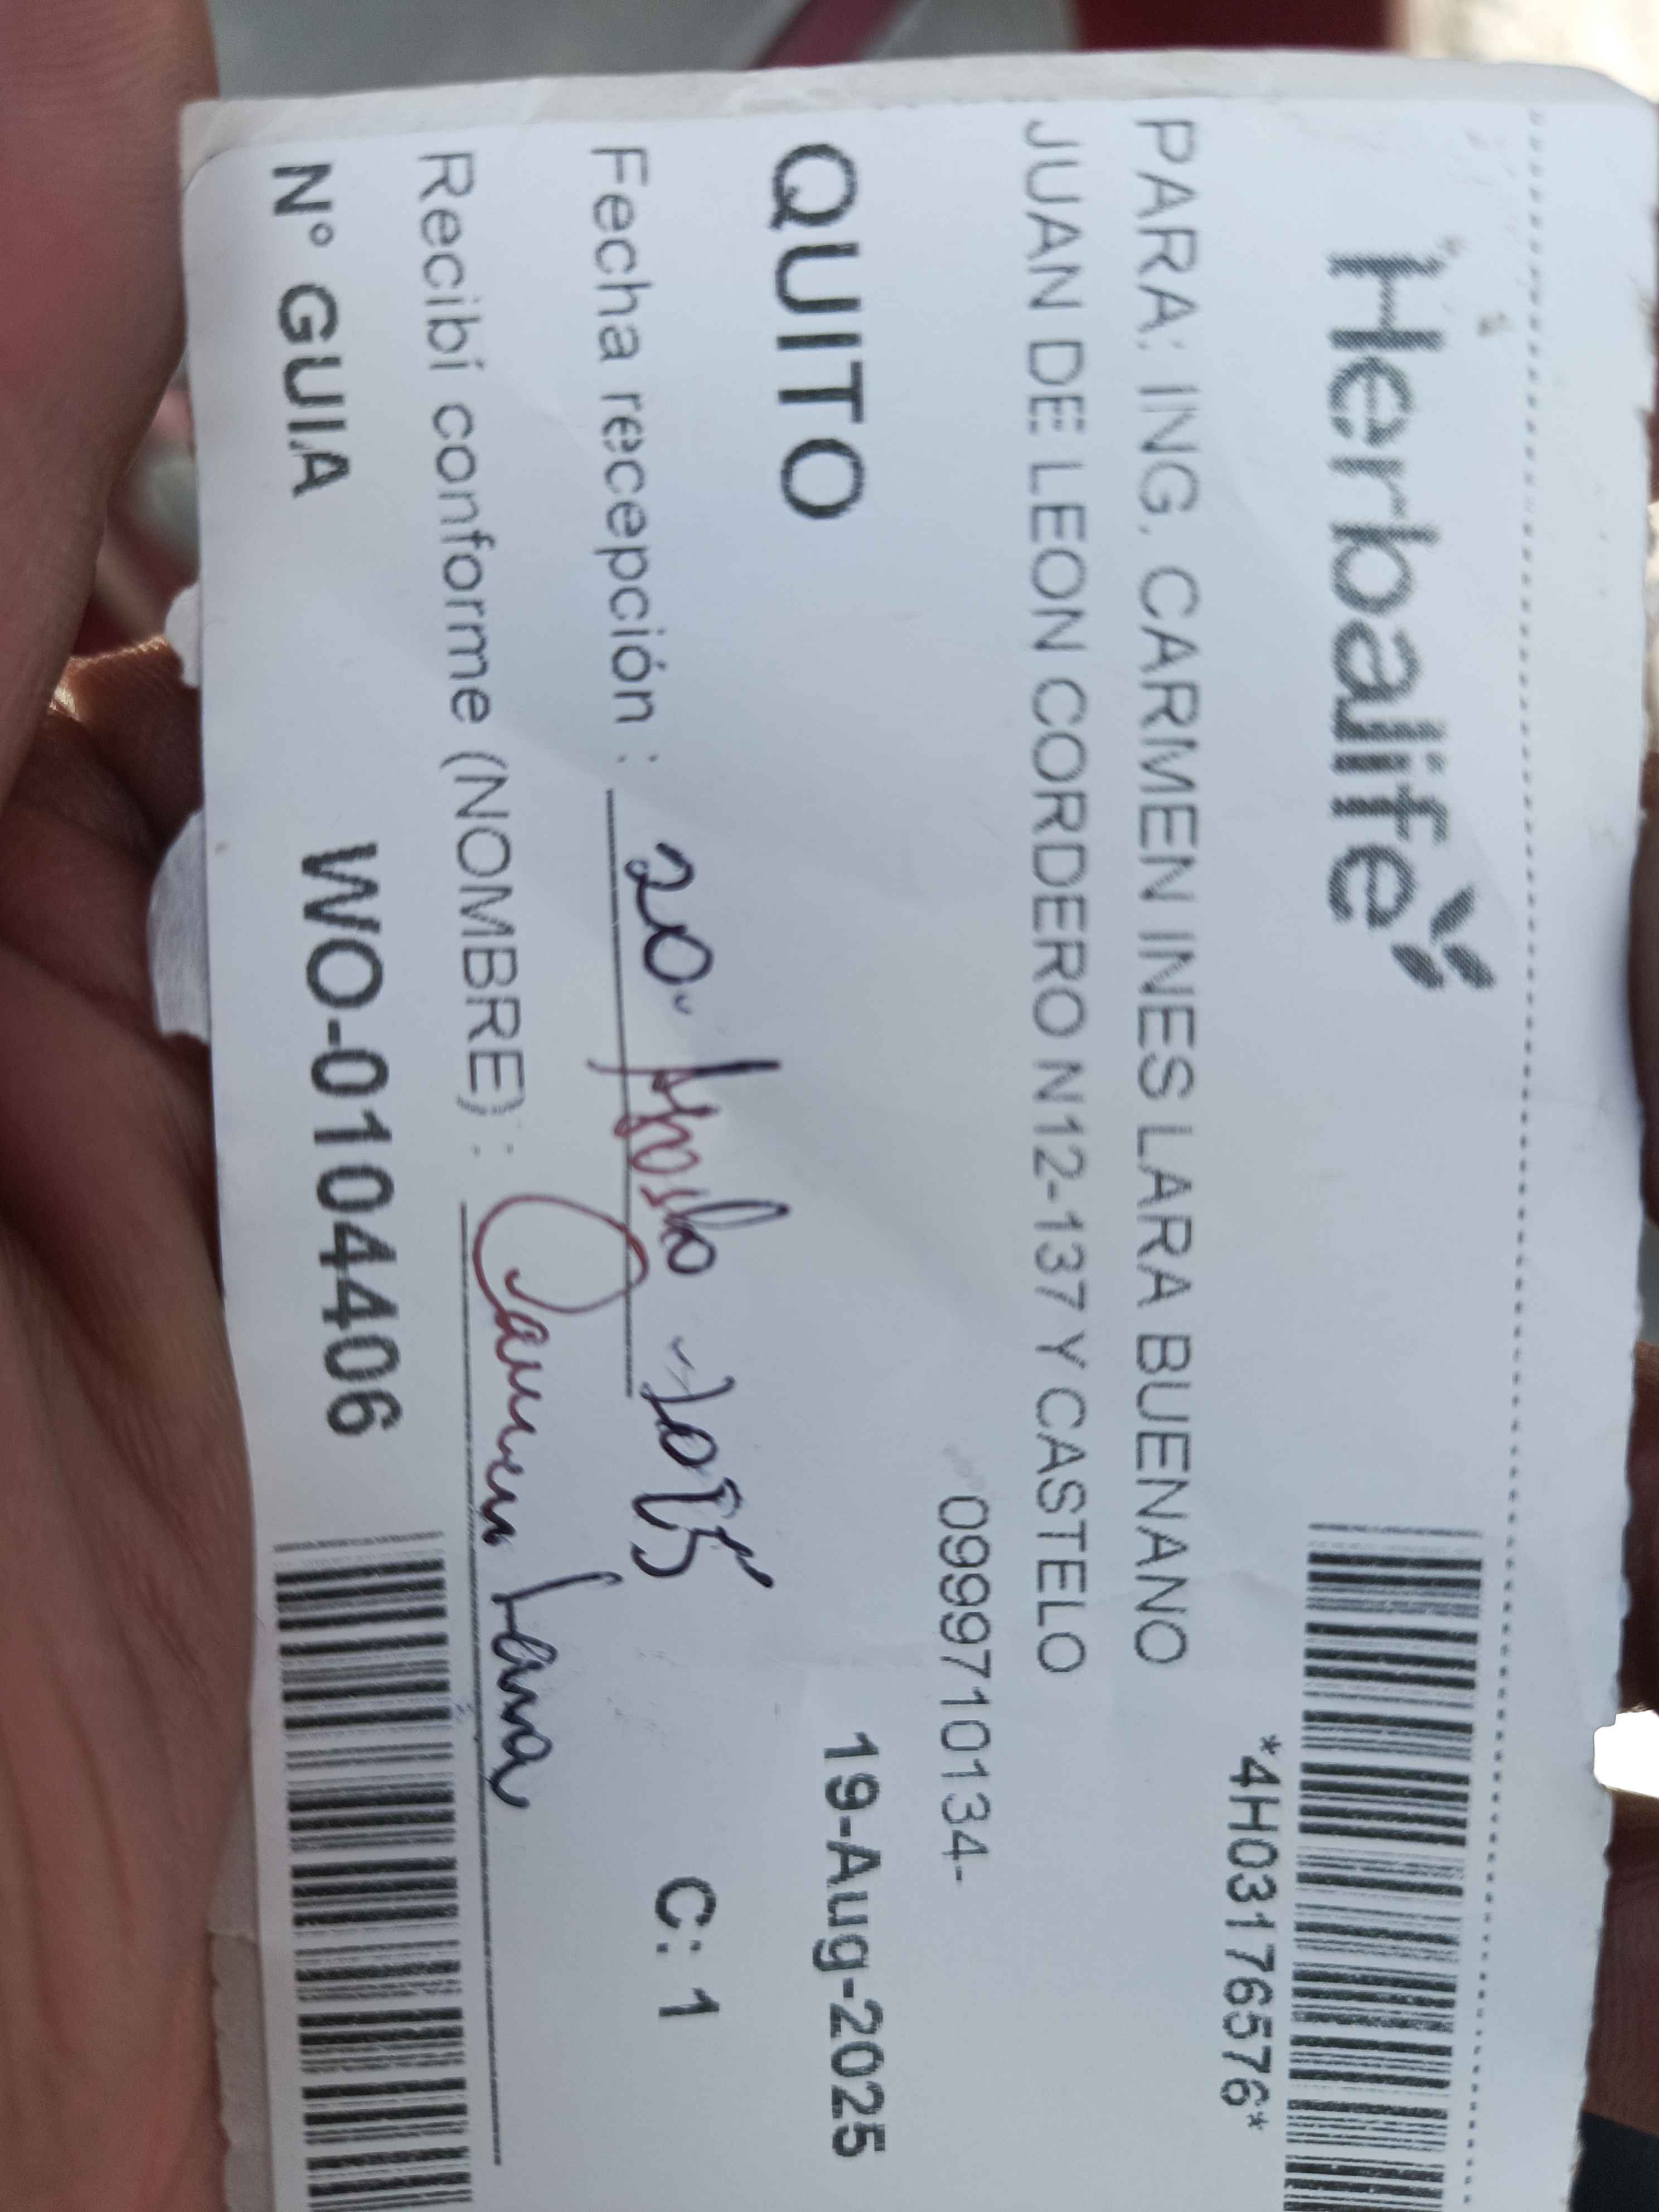 Herbalife
*4H03176576*
PARA: ING. CARMEN INES LARA BUENANO
JUAN DE LEON CORDERO N12-137 Y CASTELO
0999710134-
QUITO
19-Aug-2025
Fecha recepción : 20. Agosto - 2025
C: 1
Recibí conforme (NOMBRE) : Carmen Lara
N° GUIA WO-0104406